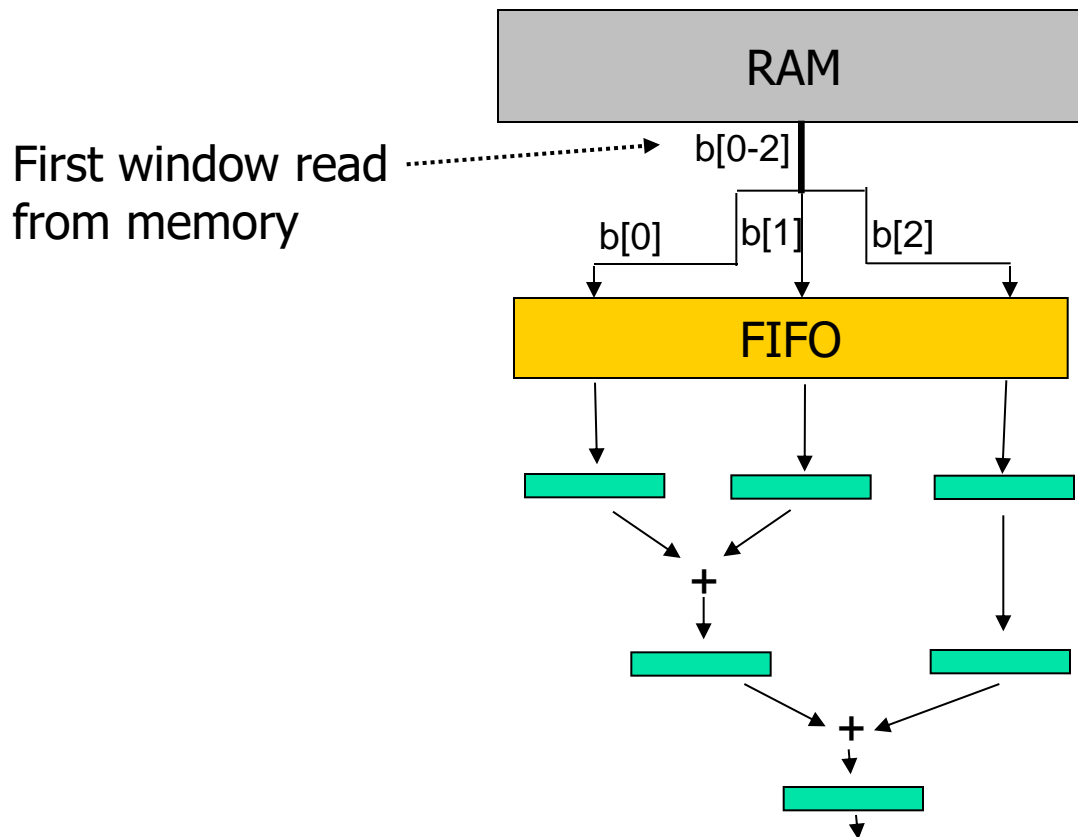 RAM
First window read
from memory
b[0-2]
b[0]
b[1]
b[2]
FIFO
+
+